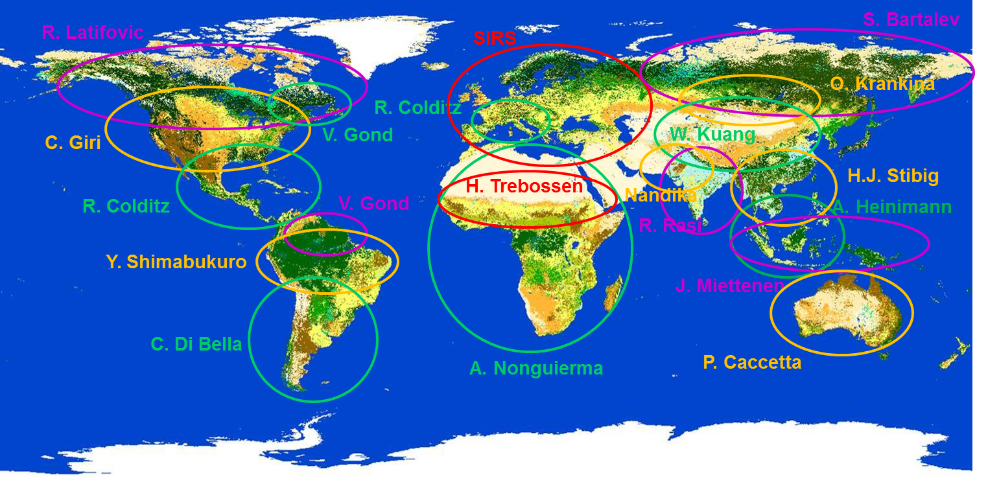 S. Bartalev
R. Latifovic
SIRS
O. Krankina
R. Colditz
V. Gond
W. Kuang
C. Giri
H.J. Stibig
H. Trebossen
Nandika
R. Colditz
V. Gond
A. Heinimann
R. Rasi
Y. Shimabukuro
J. Miettenen
C. Di Bella
P. Caccetta
A. Nonguierma